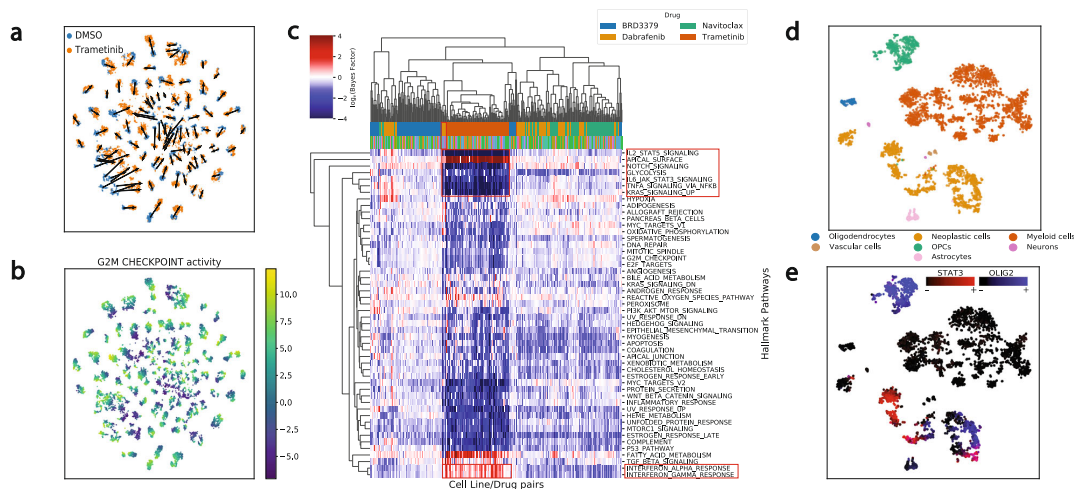 a
DMSO
Trametinib
b
G2M CHECKPOINT activity
10.0
7.5
5.0
2.5
0.0
−2.5
−5.0
c
4
2
0
−2
−4
loge(Bayes Factor)
Drug
BRD3379
Navitoclax
Dabrafenib
Trametinib
IL2_STAT5_SIGNALING
APICAL_SURFACE
NOTCH_SIGNALING
GLYCOLYSIS
IL6_JAK_STAT3_SIGNALING
TNFA_SIGNALING_VIA_NFKB
KRAS_SIGNALING_UP
HYPOXIA
ADIPOGENESIS
ALLOGRAFT_REJECTION
PANCREAS_BETA_CELLS
MYC_TARGETS_V1
OXIDATIVE_PHOSPHORYLATION
SPERMATOGENESIS
DNA_REPAIR
MITOTIC_SPINDLE
G2M_CHECKPOINT
E2F_TARGETS
ANGIOGENESIS
BILE_ACID_METABOLISM
KRAS_SIGNALING_DN
ANDROGEN_RESPONSE
REACTIVE_OXYGEN_SPECIES_PATHWAY
PEROXISOME
PI3K_AKT_MTOR_SIGNALING
UV_RESPONSE_DN
HEDGEHOG_SIGNALING
EPITHELIAL_MESENCHYMAL_TRANSITION
MYOGENESIS
APOPTOSIS
COAGULATION
APICAL_JUNCTION
XENOBIOTIC_METABOLISM
CHOLESTEROL_HOMEOSTASIS
ESTROGEN_RESPONSE_EARLY
MYC_TARGETS_V2
PROTEIN_SECRETION
WNT_BETA_CATENIN_SIGNALING
INFLAMMATORY_RESPONSE
UV_RESPONSE_UP
HEME_METABOLISM
UNFOLDED_PROTEIN_RESPONSE
MTORC1_SIGNALING
ESTROGEN_RESPONSE_LATE
COMPLEMENT
P53_PATHWAY
FATTY_ACID_METABOLISM
TGF_BETA_SIGNALING
INTERFERON_ALPHA_RESPONSE
INTERFERON_GAMMA_RESPONSE
Hallmark Pathways
Cell Line/Drug pairs
d
Oligodendrocytes
Neoplastic cells
Myeloid cells
Vascular cells
OPCs
Neurons
Astrocytes
e
STAT3
OLIG2
− + − +